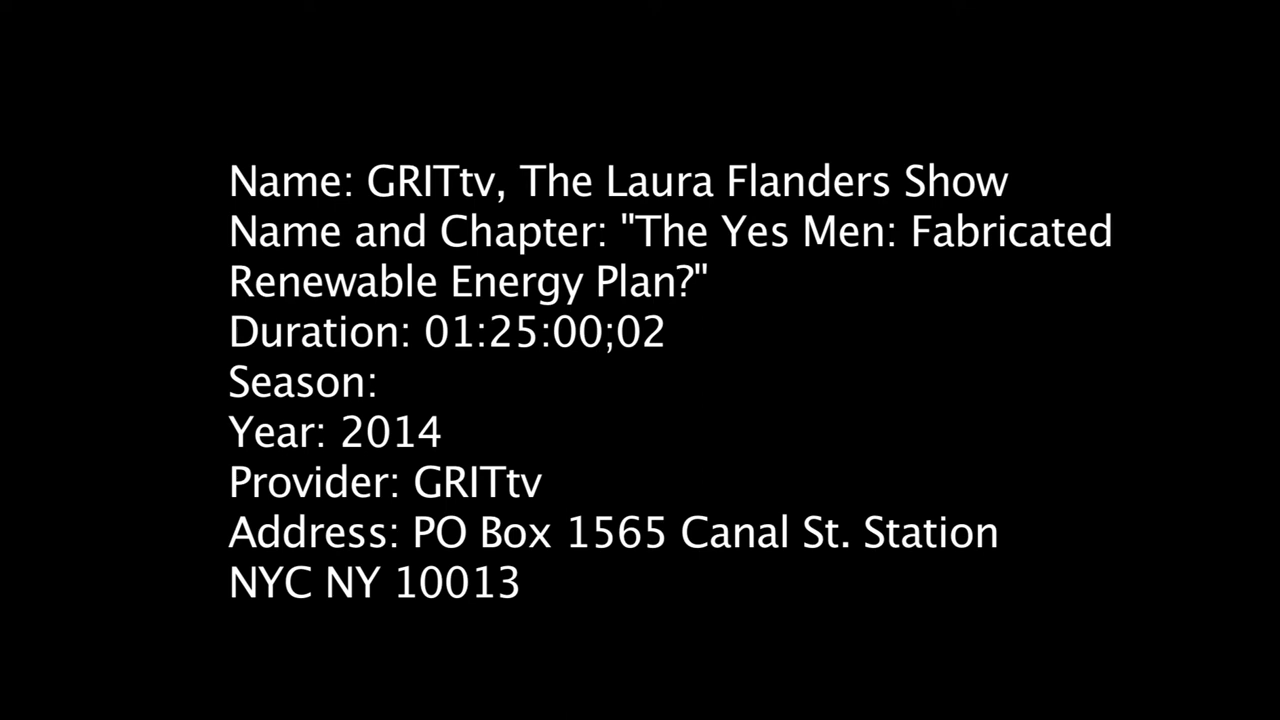 Name: GRITtv, The Laura Flanders Show
Name and Chapter: "The Yes Men: Fabricated
Renewable Energy Plan?"
Duration: 01:25:00;02
Season:
Year: 2014
Provider: GRITtv
Address: PO Box 1565 Canal St. Station
NYC NY 10013